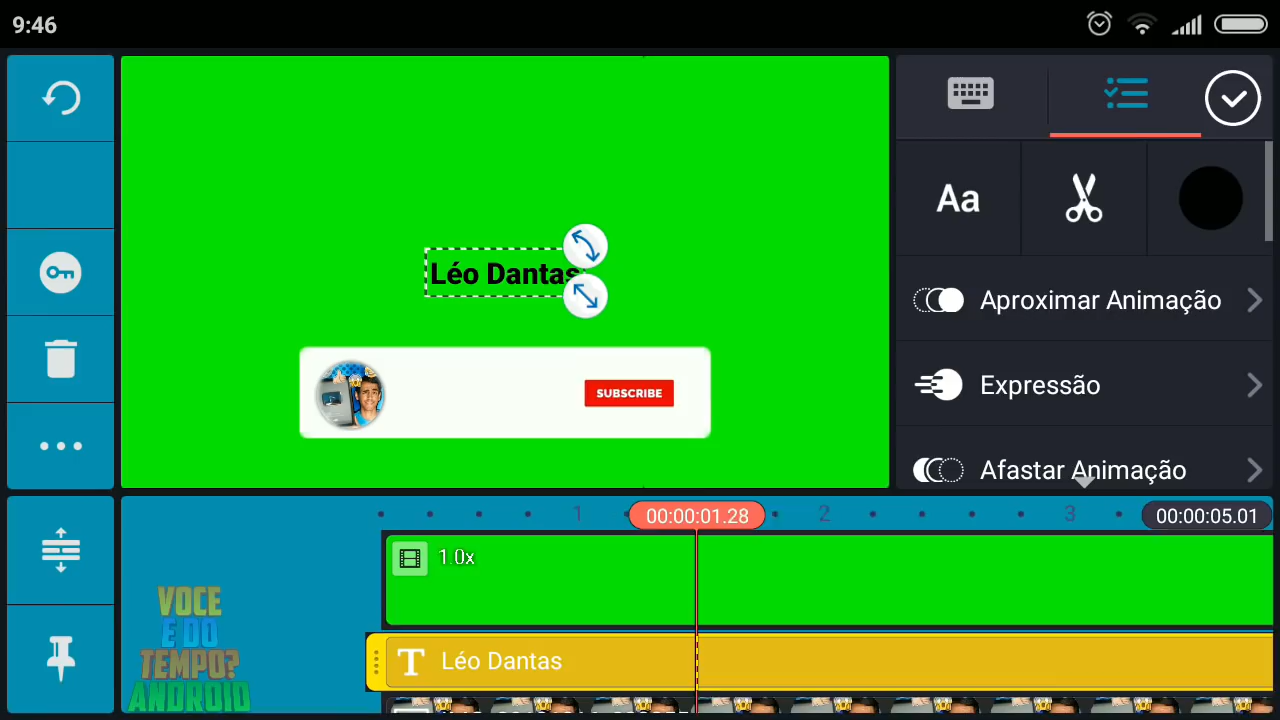 9:46
Aa
Léo Dantas
Aproximar Animação
Expressão
SUBSCRIBE
Afastar Animação
1
00:00:01.28
2
3
00:00:05.01
1.0x
VOCE
E DO
TEMPO?
ANDROID
T Léo Dantas